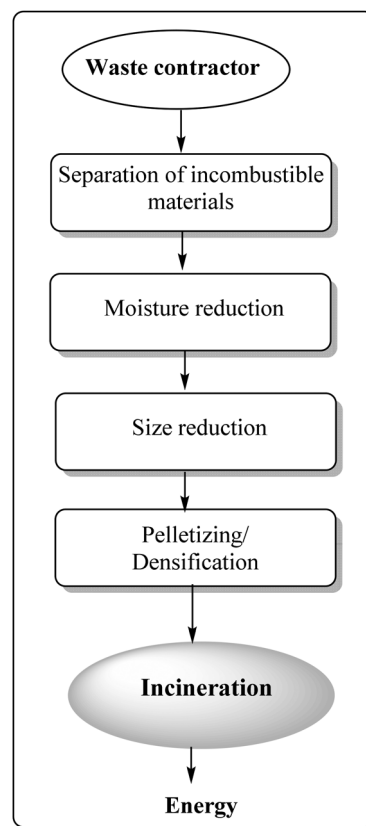 Waste contractor
Separation of incombustible
materials
Moisture reduction
Size reduction
Pelletizing/
Densification
Incineration
Energy